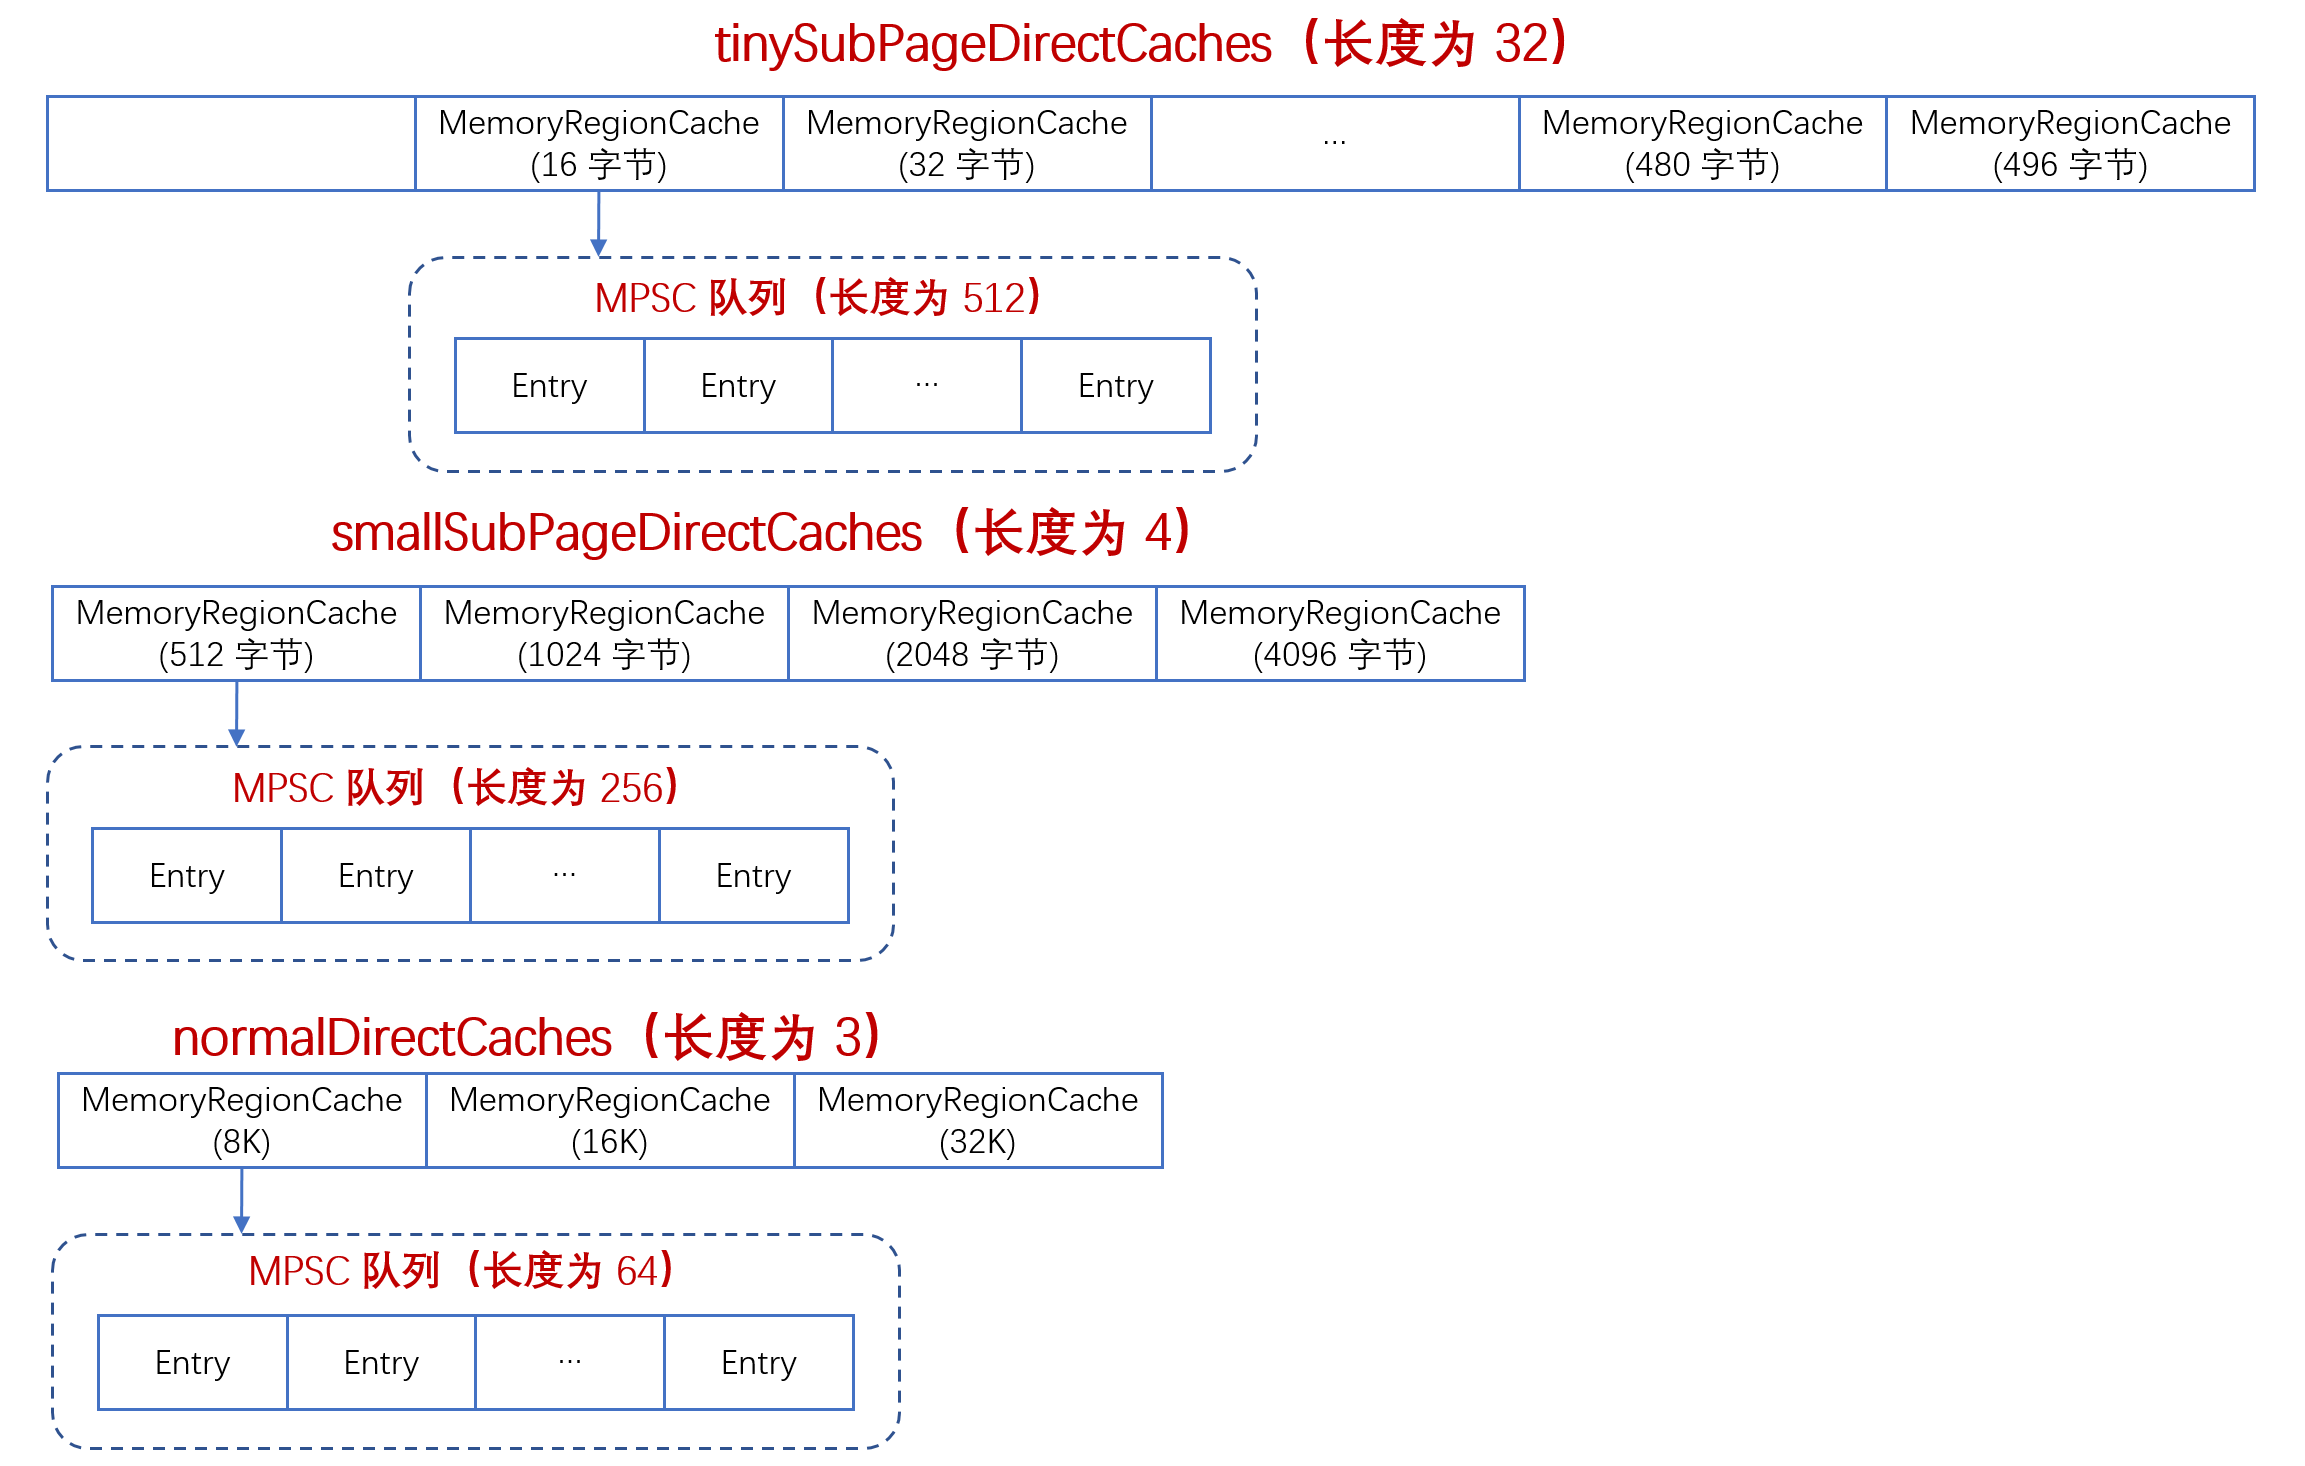 tinySubPageDirectCaches（长度为 32）
MemoryRegionCache
(16 字节)
MemoryRegionCache
(32 字节)
...
MemoryRegionCache
(480 字节)
MemoryRegionCache
(496 字节)
MPSC 队列（长度为 512）
Entry
Entry
...
Entry
smallSubPageDirectCaches（长度为 4）
MemoryRegionCache
(512 字节)
MemoryRegionCache
(1024 字节)
MemoryRegionCache
(2048 字节)
MemoryRegionCache
(4096 字节)
MPSC 队列（长度为 256）
Entry
Entry
...
Entry
normalDirectCaches（长度为 3）
MemoryRegionCache
(8K)
MemoryRegionCache
(16K)
MemoryRegionCache
(32K)
MPSC 队列（长度为 64）
Entry
Entry
...
Entry